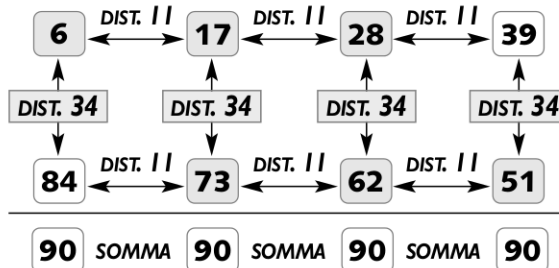 6 DIST. 11 17 DIST. 11 28 DIST. 11 39
DIST. 34 DIST. 34 DIST. 34 DIST. 34
84 DIST. 11 73 DIST. 11 62 DIST. 11 51
90 SOMMA 90 SOMMA 90 SOMMA 90